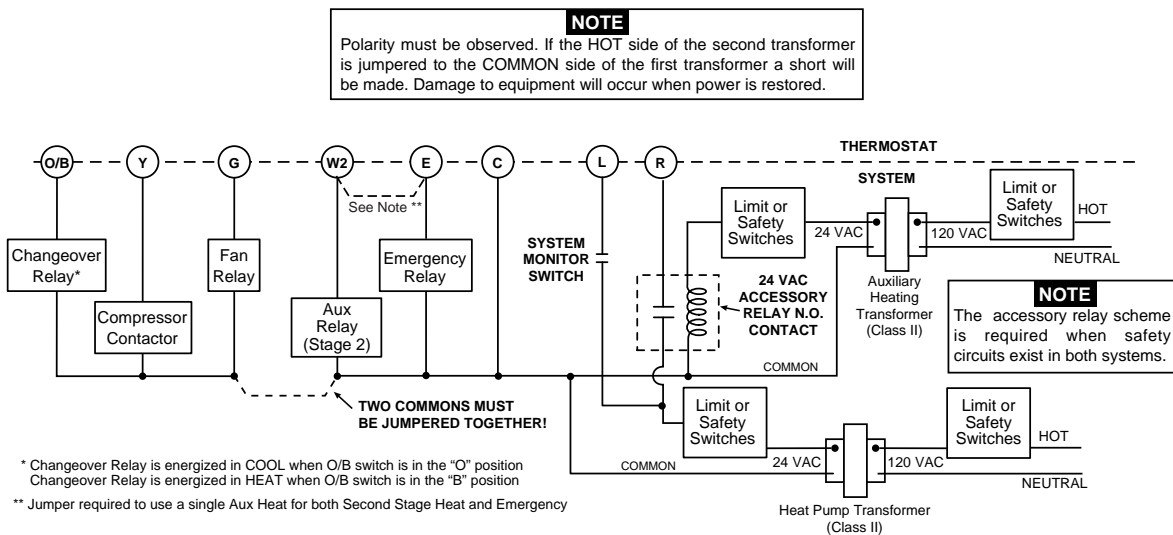 NOTE
Polarity must be observed. If the HOT side of the second transformer
is jumpered to the COMMON side of the first transformer a short will
be made. Damage to equipment will occur when power is restored.
O/B
Y
G
W2
E
C
L
R
THERMOSTAT
SYSTEM
See Note **
Changeover
Relay*
Compressor
Contactor
Fan
Relay
Aux
Relay
(Stage 2)
Emergency
Relay
SYSTEM
MONITOR
SWITCH
24 VAC
ACCESSORY
RELAY N.O.
CONTACT
Limit or
Safety
Switches
24 VAC
120 VAC
Limit or
Safety
Switches
HOT
NEUTRAL
Auxiliary
Heating
Transformer
(Class II)
NOTE
The accessory relay scheme
is required when safety
circuits exist in both systems.
COMMON
TWO COMMONS MUST
BE JUMPERED TOGETHER!
Limit or
Safety
Switches
24 VAC
120 VAC
Limit or
Safety
Switches
HOT
NEUTRAL
COMMON
Heat Pump Transformer
(Class II)
* Changeover Relay is energized in COOL when O/B switch is in the “O” position
Changeover Relay is energized in HEAT when O/B switch is in the “B” position
** Jumper required to use a single Aux Heat for both Second Stage Heat and Emergency